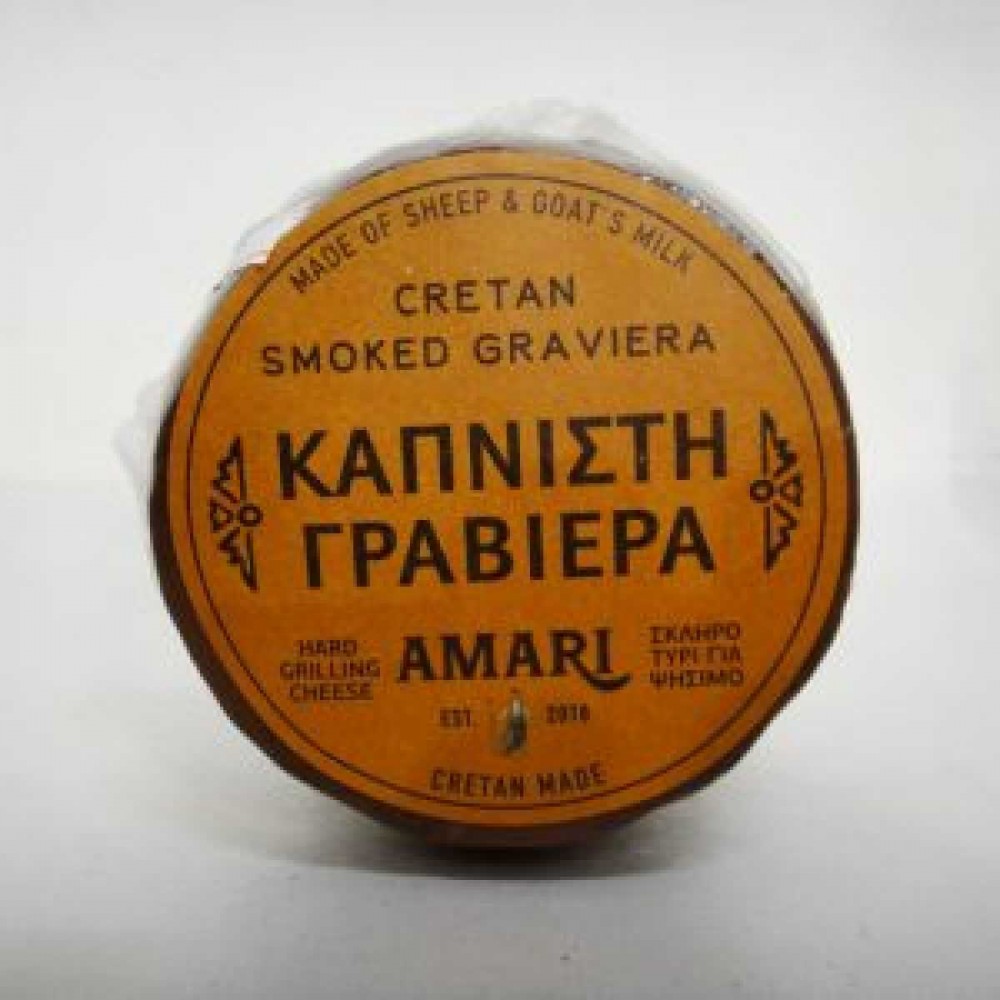 MADE OF SHEEP & GOAT'S MILK
CRETAN
SMOKED GRAVIERA
ΚΑΠΝΙΣΤΗ
ΓΡΑΒΙΕΡΑ
HARD
GRILLING
CHEESE
AMARI
ΣΚΛΗΡΟ
ΤΥΡΙ ΓΙΑ
ΨΗΣΙΜΟ
EST.
CRETAN MADE